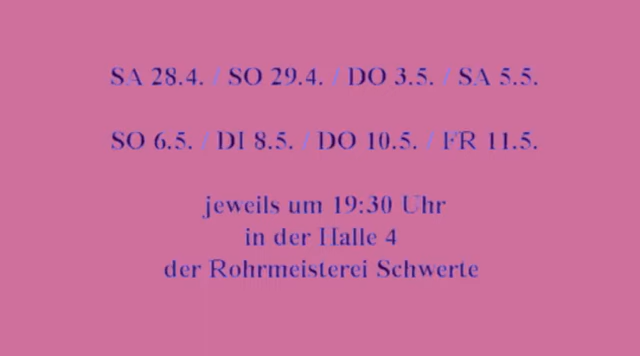 SA 28.4. / SO 29.4. / DO 3.5. / SA 5.5.
SO 6.5. / DI 8.5. / DO 10.5. / FR 11.5.
jeweils um 19:30 Uhr
in der Halle 4
der Rohrmeisterei Schwerte